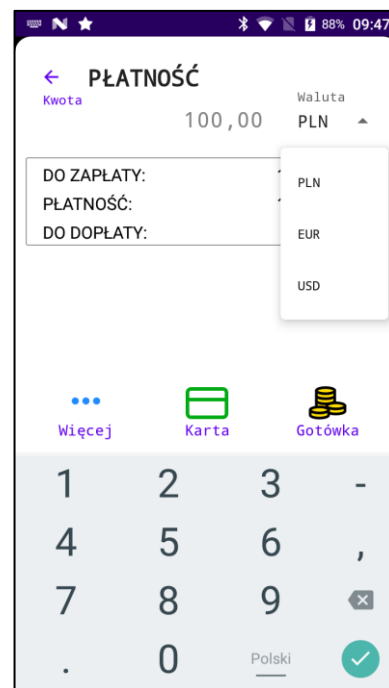 88% 09:47
PŁATNOŚĆ
Kwota
Waluta
100,00 PLN
DO ZAPŁATY:
PŁATNOŚĆ:
DO DOPŁATY:
PLN
EUR
USD
Więcej Karta Gotówka
1 2 3 -
4 5 6 ,
7 8 9
. 0 Polski